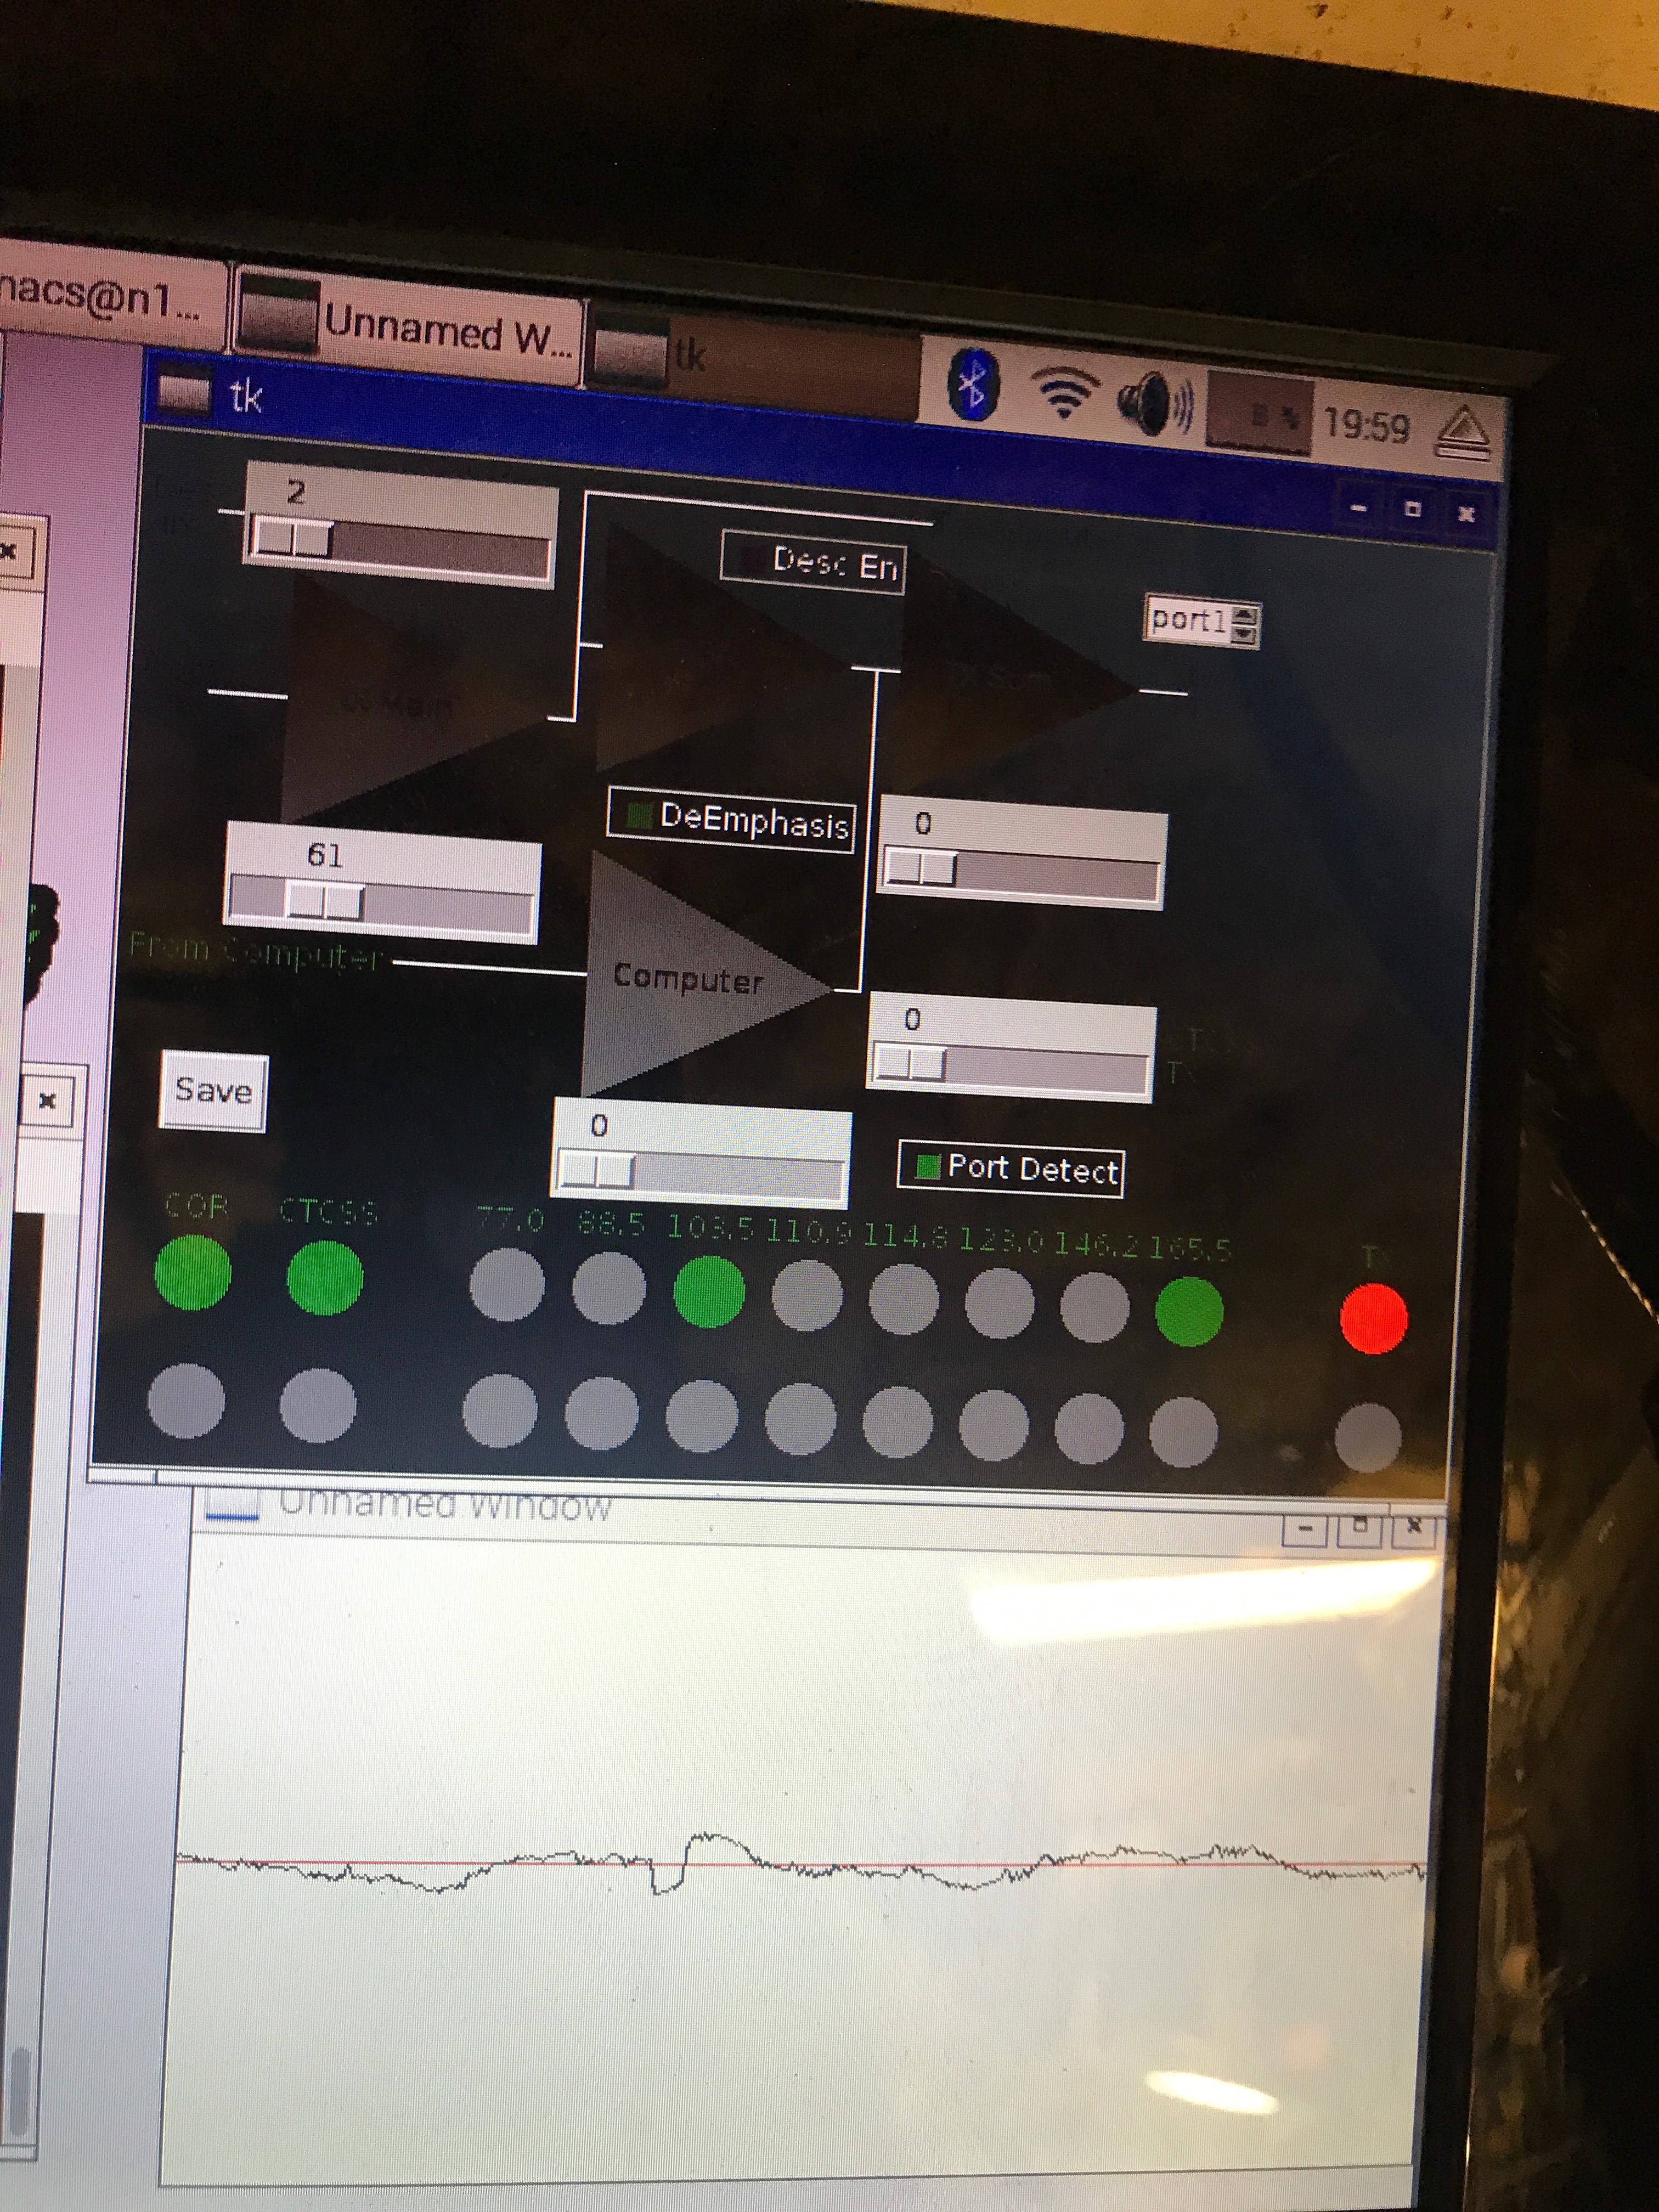 nacs@n1...
Unnamed W...
tk
19:59
tk
2
Desc En
port1
61
DeEmphasis
0
From Computer
Computer
0
Save
0
Port Detect
COR CTCSS 77.0 88.5 103.5 110.9 114.8 123.0 146.2 165.5
Unnamed Window